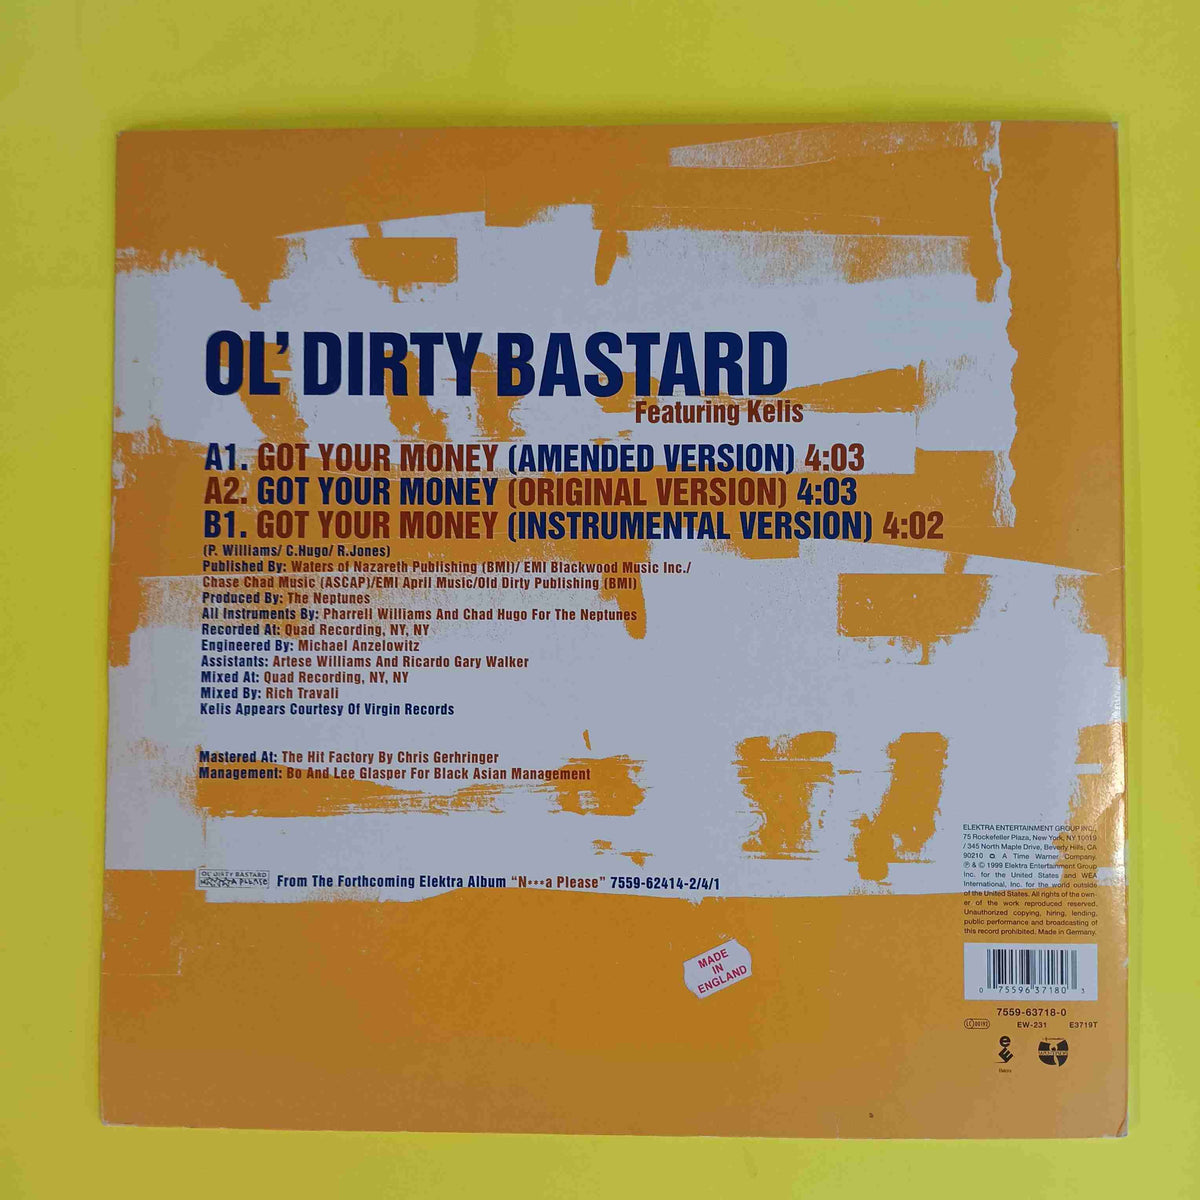 OL' DIRTY BASTARD
Featuring Kelis
A1. GOT YOUR MONEY (AMENDED VERSION) 4:03
A2. GOT YOUR MONEY (ORIGINAL VERSION) 4:03
B1. GOT YOUR MONEY (INSTRUMENTAL VERSION) 4:02
(P. Williams/ C.Hugo/ R.Jones)
Published By: Waters of Nazareth Publishing (BMI)/ EMI Blackwood Music Inc./
Chase Chad Music (ASCAP)/EMI April Music/Old Dirty Publishing (BMI)
Produced By: The Neptunes
All Instruments By: Pharrell Williams And Chad Hugo For The Neptunes
Recorded At: Quad Recording, NY, NY
Engineered By: Michael Anzelowitz
Assistants: Artese Williams And Ricardo Gary Walker
Mixed At: Quad Recording, NY, NY
Mixed By: Rich Travali
Kelis Appears Courtesy Of Virgin Records
Mastered At: The Hit Factory By Chris Gerhringer
Management: Bo And Lee Glasper For Black Asian Management
OL' DIRTY BASTARD
From The Forthcoming Elektra Album "N***a Please" 7559-62414-2/4/1
MADE
IN
ENGLAND
ELEKTRA ENTERTAINMENT GROUP INC.,
75 Rockefeller Plaza, New York, NY 10019
/ 345 North Maple Drive, Beverly Hills, CA
90210 A Time Warner Company.
℗ & © 1999 Elektra Entertainment Group
Inc. for the United States and WEA
International, Inc. for the world outside
of the United States. All rights of the own-
er of the work reproduced reserved.
Unauthorized copying, hiring, lending,
public performance and broadcasting of
this record prohibited. Made in Germany.
0 75596 37180 3
7559-63718-0
LC 00192
EW-231 E3719T